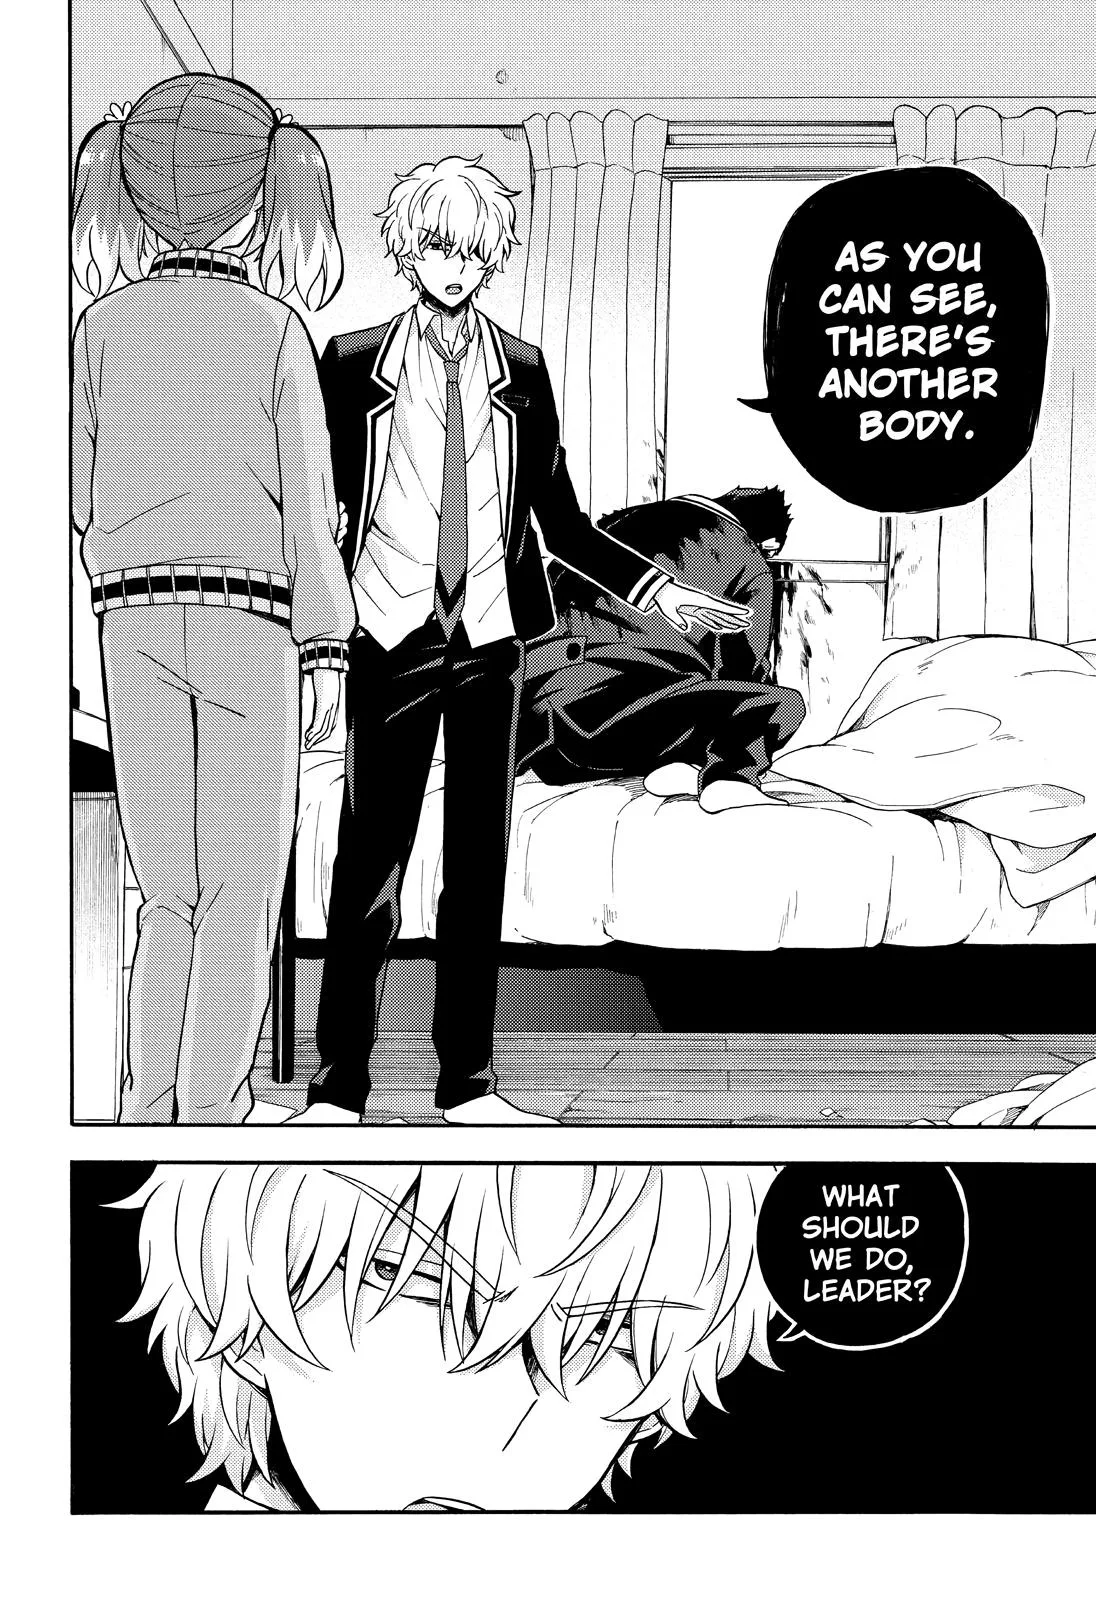 AS YOU
CAN SEE,
THERE'S
ANOTHER
BODY.
WHAT
SHOULD
WE DO,
LEADER?